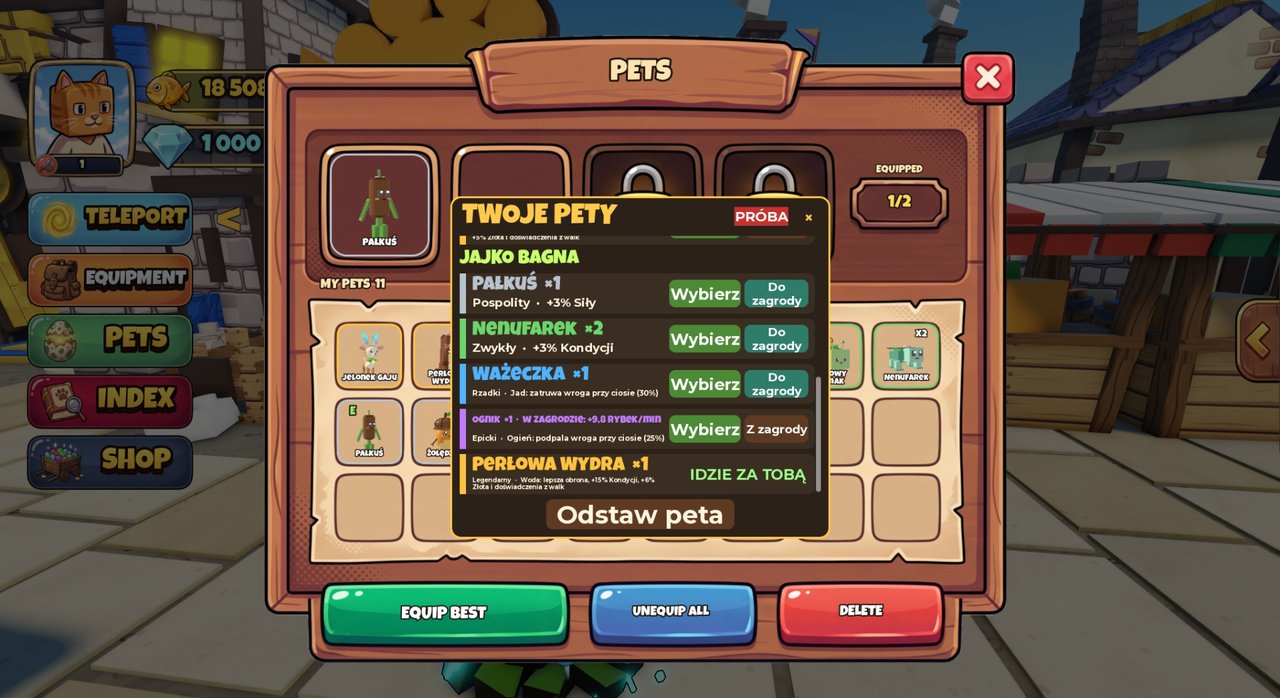 PETS
18 508
1 000
1
TELEPORT
EQUIPMENT
PETS
INDEX
SHOP
PAŁKUŚ
EQUIPPED
1/2
MY PETS 11
JELONEK GAJU
X2
NENUFAREK
E
PAŁKUŚ
TWOJE PETY
PRÓBA
×
+5% Złota i doświadczenia z walk
JAJKO BAGNA
PAŁKUŚ ×1
Pospolity · +3% Siły
Wybierz
Do zagrody
NENUFAREK ×2
Zwykły · +3% Kondycji
Wybierz
Do zagrody
WAŻECZKA ×1
Rzadki · Jad: zatruwa wroga przy ciosie (30%)
Wybierz
Do zagrody
OGNIK ×1 · W ZAGRODZIE: +9,8 RYBEK/MIN
Epicki · Ogień: podpala wroga przy ciosie (25%)
Wybierz
Z zagrody
PERŁOWA WYDRA ×1
Legendarny · Woda: lepsza obrona, +15% Kondycji, +6%
Złota i doświadczenia z walk
IDZIE ZA TOBĄ
Odstaw peta
EQUIP BEST
UNEQUIP ALL
DELETE